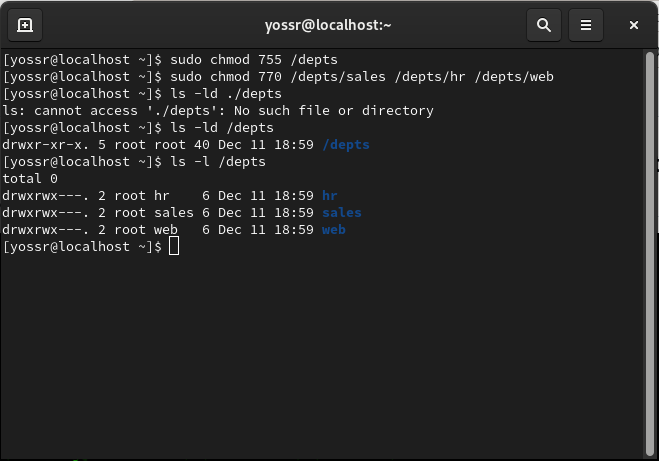 yossr@localhost:~
[yossr@localhost ~]$ sudo chmod 755 /depts
[yossr@localhost ~]$ sudo chmod 770 /depts/sales /depts/hr /depts/web
[yossr@localhost ~]$ ls -ld ./depts
ls: cannot access './depts': No such file or directory
[yossr@localhost ~]$ ls -ld /depts
drwxr-xr-x. 5 root root 40 Dec 11 18:59 /depts
[yossr@localhost ~]$ ls -l /depts
total 0
drwxrwx---. 2 root hr    6 Dec 11 18:59 hr
drwxrwx---. 2 root sales 6 Dec 11 18:59 sales
drwxrwx---. 2 root web   6 Dec 11 18:59 web
[yossr@localhost ~]$